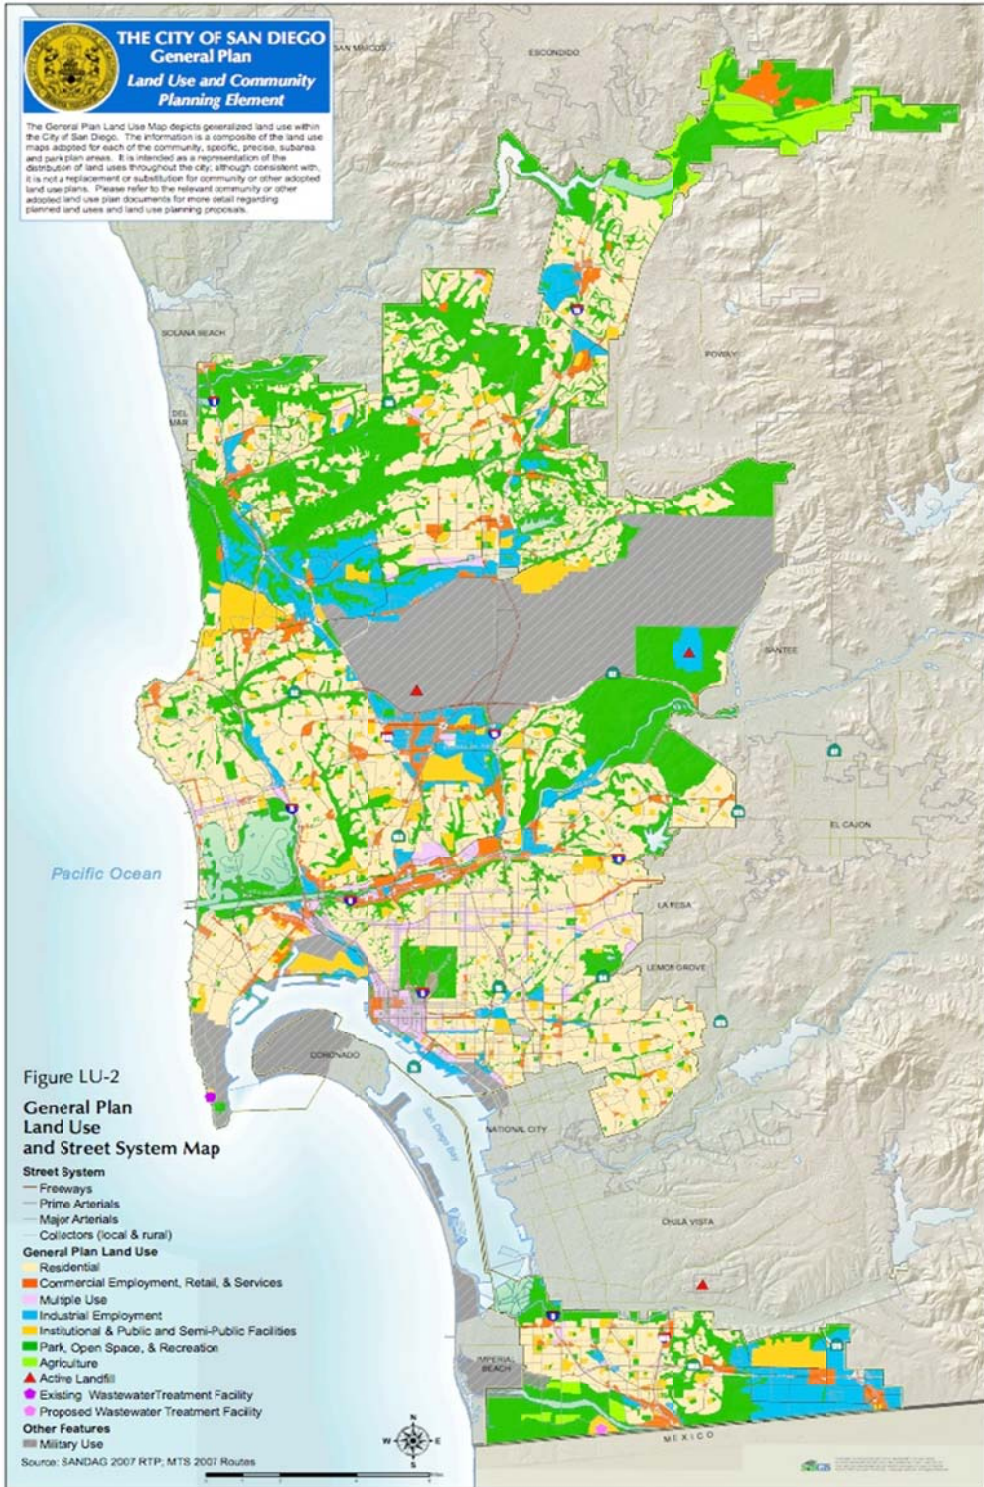 THE CITY OF SAN DIEGO
General Plan
Land Use and Community
Planning Element
The General Plan Land Use Map depicts generalized land use within
the City of San Diego. The information is a composite of the land use
maps adopted for each of the community, specific, precise, subarea
and park plan areas. It is intended as a representation of the
distribution of land uses throughout the city; although consistent with,
it is not a replacement or substitution for community or other adopted
land use plans. Please refer to the relevant community or other
adopted land use plan documents for more detail regarding
planned land uses and land use planning proposals.
SAN MARCOS
ESCONDIDO
SOLANA BEACH
POWAY
DEL
MAR
SANTEE
EL CAJON
Pacific Ocean
LA MESA
LEMON GROVE
CORONADO
San Diego Bay
NATIONAL CITY
CHULA VISTA
IMPERIAL
BEACH
MEXICO
Figure LU-2
General Plan
Land Use
and Street System Map
Street System
Freeways
Prime Arterials
Major Arterials
Collectors (local & rural)
General Plan Land Use
Residential
Commercial Employment, Retail, & Services
Multiple Use
Industrial Employment
Institutional & Public and Semi-Public Facilities
Park, Open Space, & Recreation
Agriculture
Active Landfill
Existing WastewaterTreatment Facility
Proposed Wastewater Treatment Facility
Other Features
Military Use
Source: SANDAG 2007 RTP; MTS 2007 Routes
N
W E
S